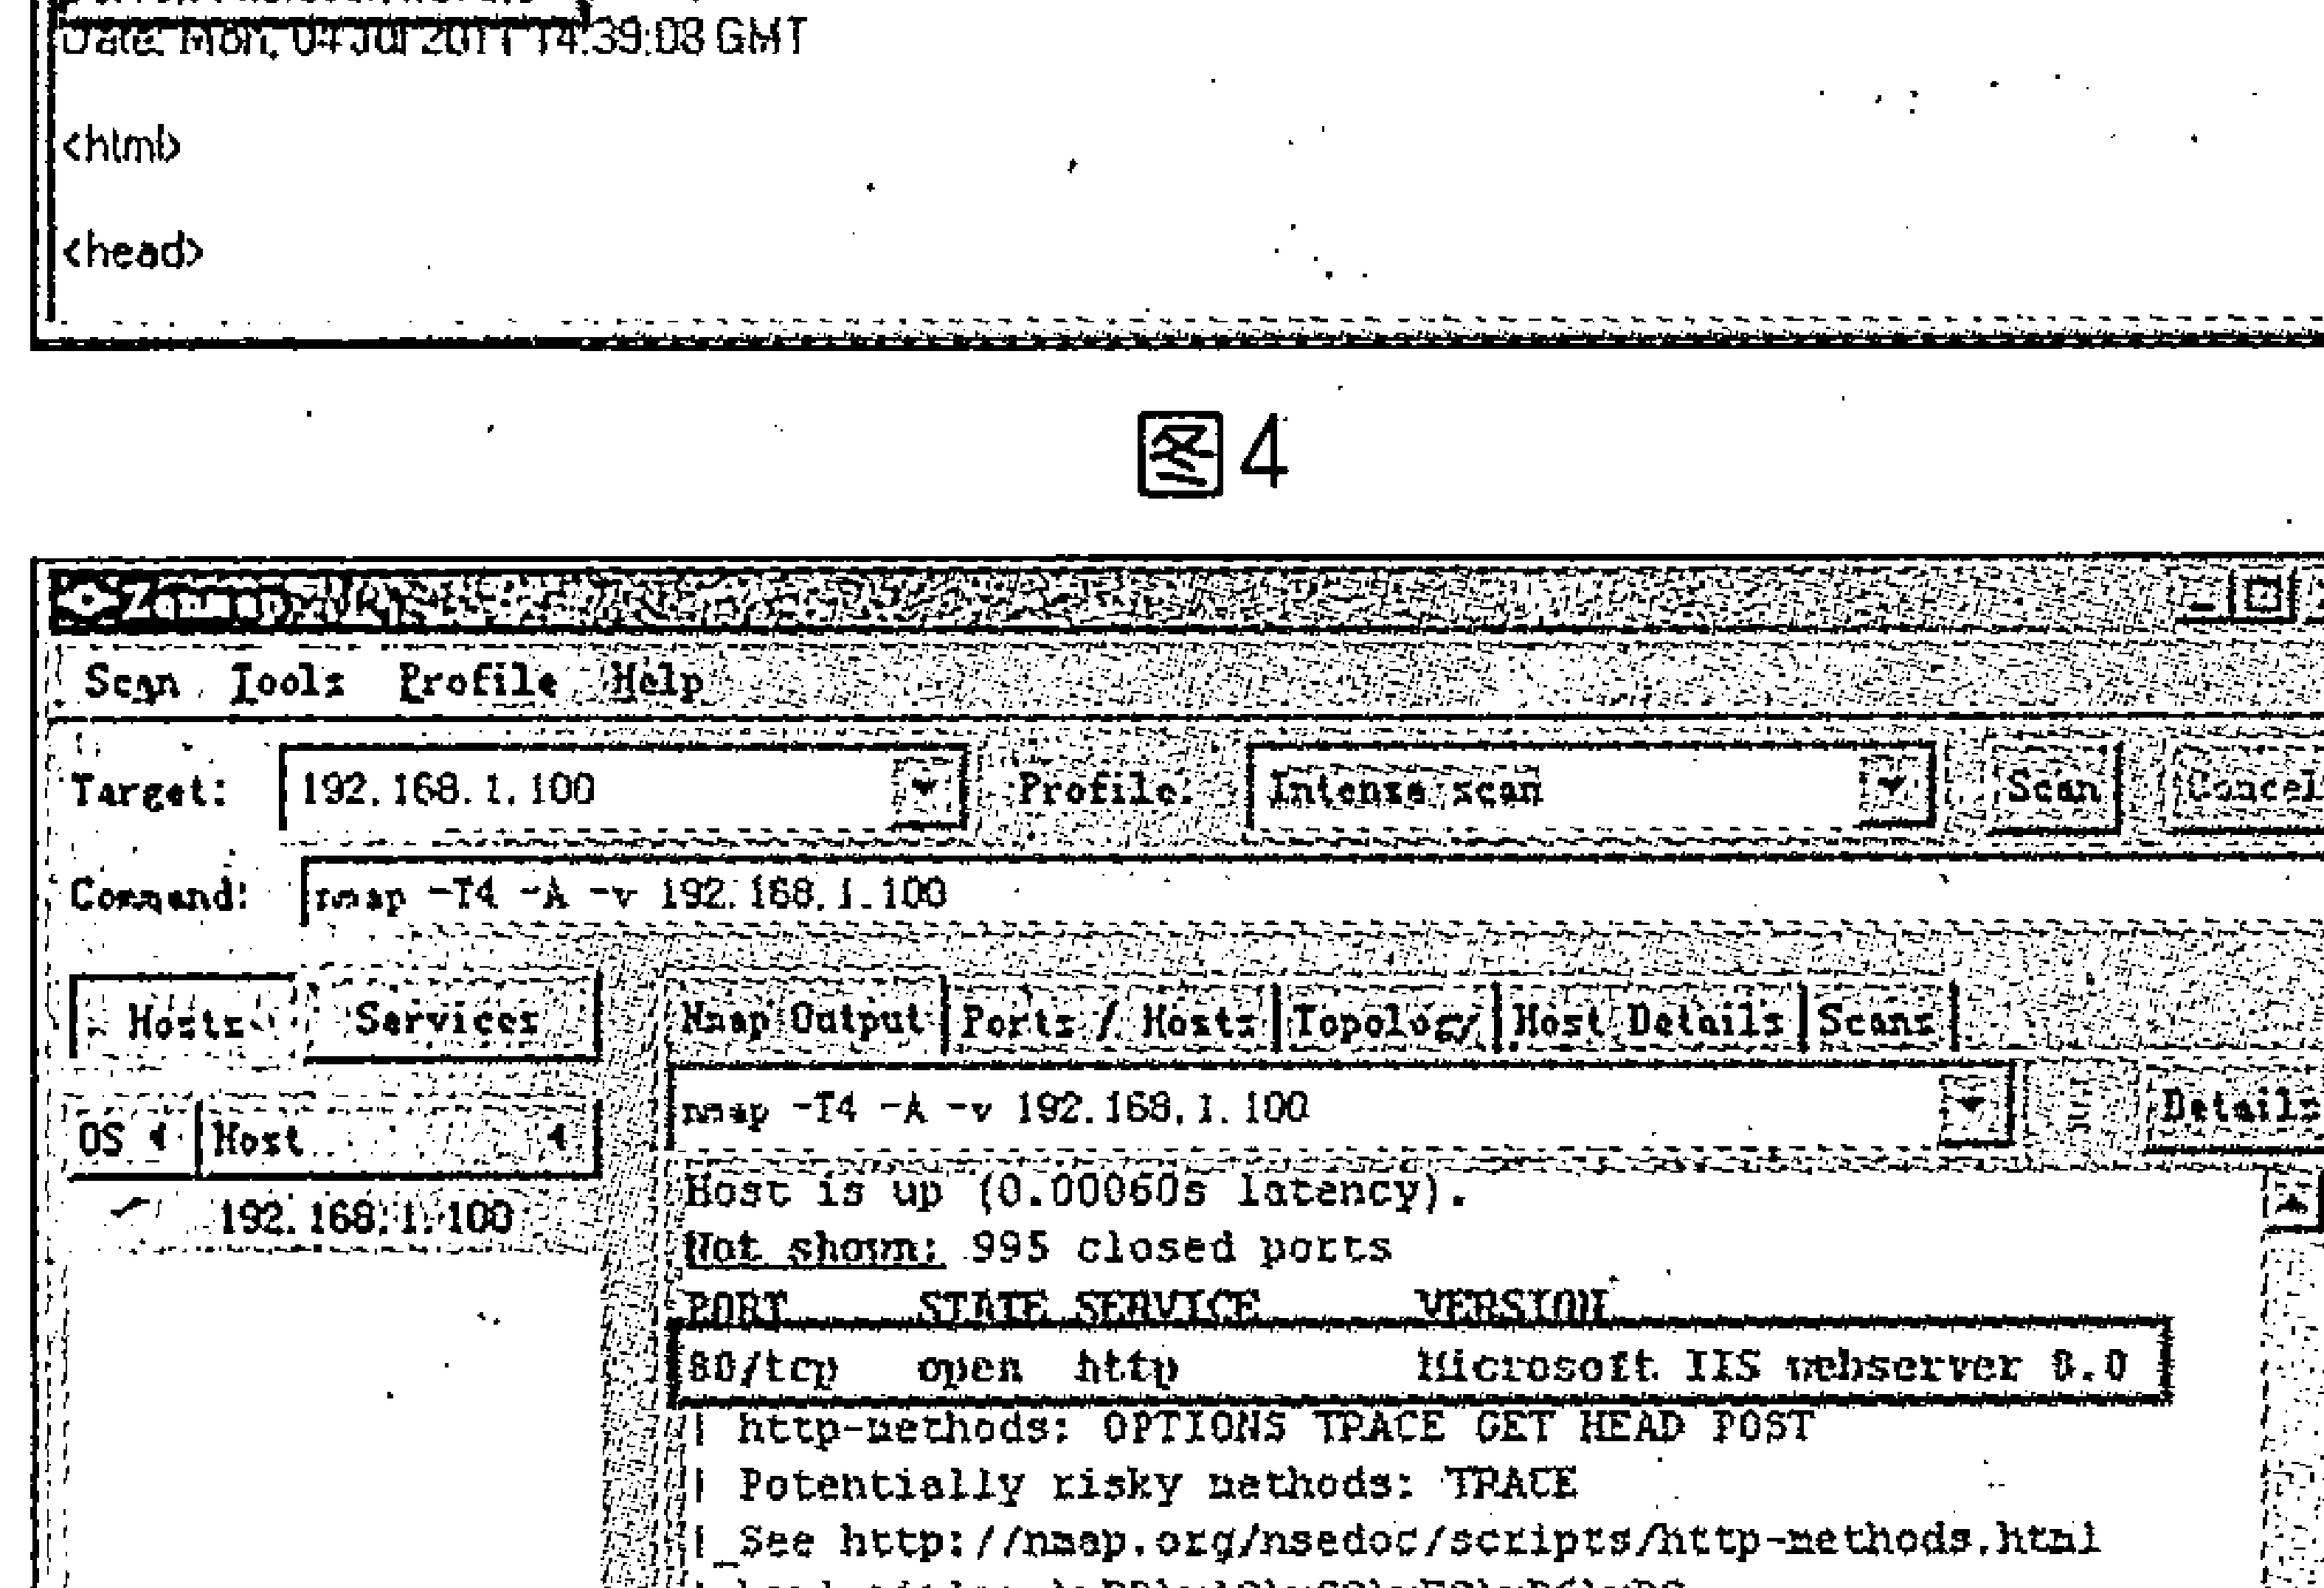 Date: Mon, 04 Jul 2011 14:39:08 GMT
<html>
<head>
图4
Zenmap
Scan Tools Profile Help
Target: 192.168.1.100 Profile: Intense scan Scan Cancel
Command: nmap -T4 -A -v 192.168.1.100
Hosts Services Nmap Output Ports / Hosts Topology Host Details Scans
nmap -T4 -A -v 192.168.1.100 Details
OS Host
192.168.1.100
Host is up (0.00060s latency).
Not shown: 995 closed ports
PORT STATE SERVICE VERSION
80/tcp open http Microsoft IIS webserver 8.0
| http-methods: OPTIONS TRACE GET HEAD POST
| Potentially risky methods: TRACE
|_See http://nmap.org/nsedoc/scripts/http-methods.html